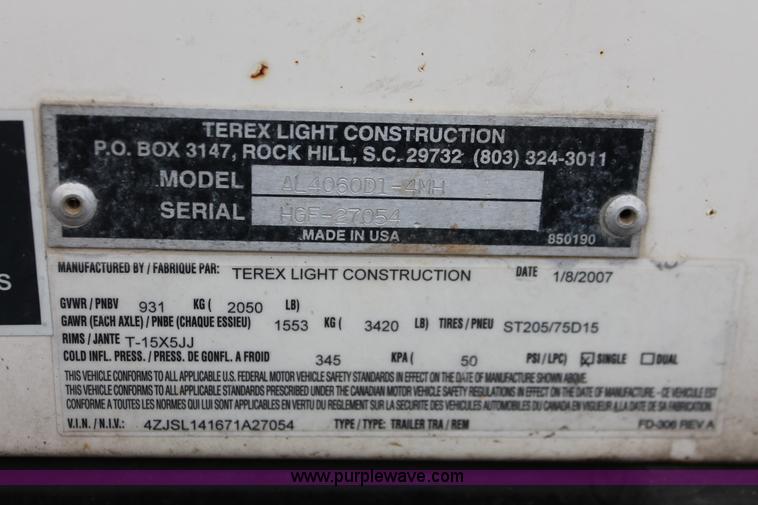 TEREX LIGHT CONSTRUCTION
P.O. BOX 3147, ROCK HILL, S.C. 29732 (803) 324-3011
MODEL AL4060D1-4MH
SERIAL HGF-27054
MADE IN USA 850190
S
MANUFACTURED BY / FABRIQUE PAR: TEREX LIGHT CONSTRUCTION DATE 1/8/2007
GVWR / PNBV 931 KG ( 2050 LB)
GAWR (EACH AXLE) / PNBE (CHAQUE ESSIEU) 1553 KG ( 3420 LB) TIRES / PNEU ST205/75D15
RIMS / JANTE T-15X5JJ
COLD INFL. PRESS. / PRESS. DE GONFL. A FROID 345 KPA ( 50 PSI / LPC) SINGLE DUAL
THIS VEHICLE CONFORMS TO ALL APPLICABLE U.S. FEDERAL MOTOR VEHICLE SAFETY STANDARDS IN EFFECT ON THE DATE OF MANUFACTURE SHOWN ABOVE.
THIS VEHICLE CONFORMS TO ALL APPLICABLE STANDARDS PRESCRIBED UNDER THE CANADIAN MOTOR VEHICLE SAFETY REGULATIONS IN EFFECT ON THE DATE OF MANUFACTURE - CE VEHICULE EST
CONFORME A TOUTES LES NORMES QUI LUI SONT APPLICABLES EN VERTU DU REGLEMENT SUR LA SECURITE DES VEHICULES AUTOMOBILES DU CANADA EN VIGUEUR A LA DATE DE SA FABRICATION.
V.I.N. / N.I.V.: 4ZJSL141671A27054 TYPE / TYPE: TRAILER TRA / REM FD-306 REV A
www.purplewave.com